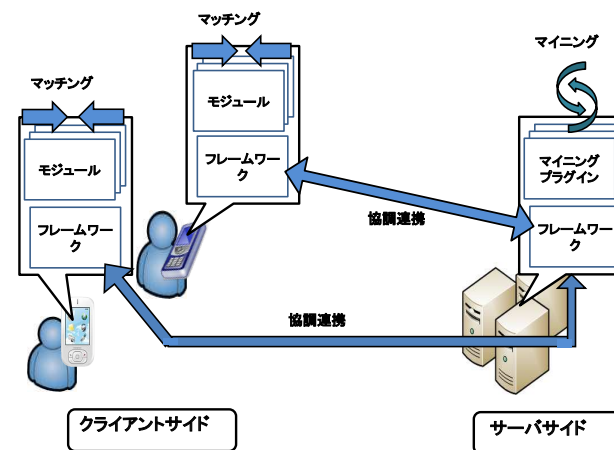 マッチング
モジュール
フレームワー
ク
マッチング
モジュール
フレームワー
ク
マイニング
マイニング
プラグイン
フレームワー
ク
協調連携
協調連携
クライアントサイド
サーバサイド